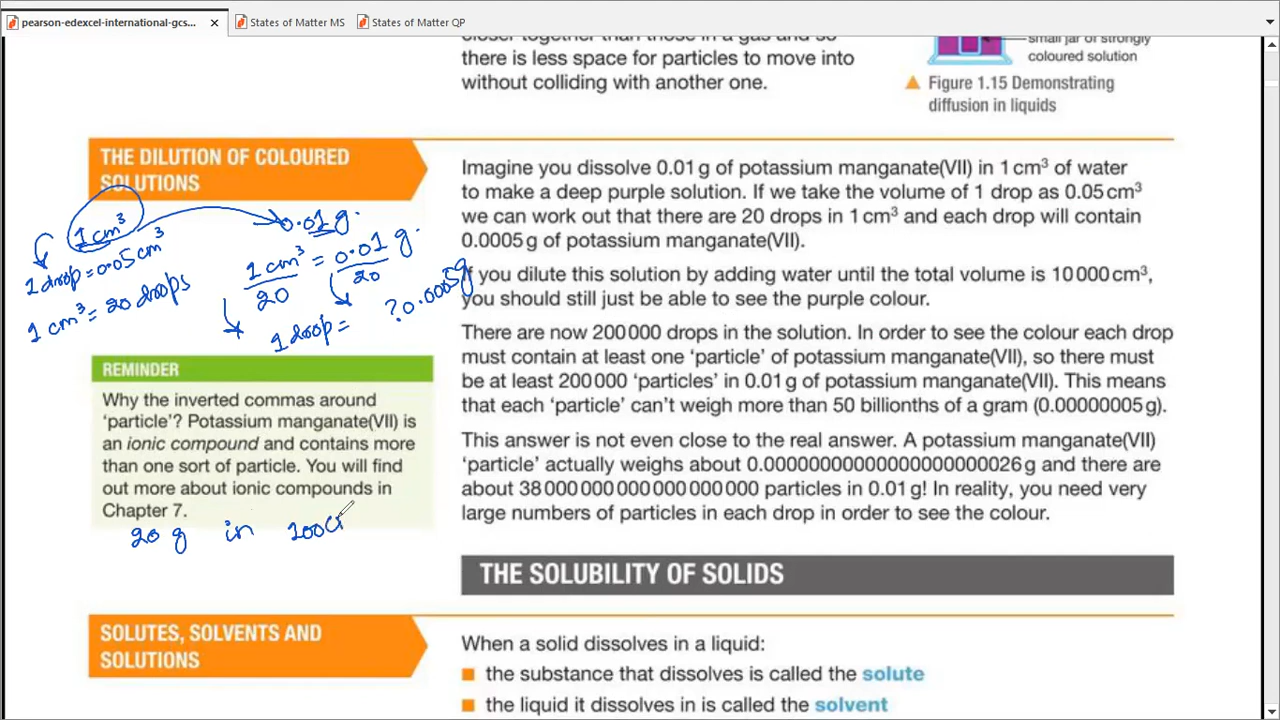 pearson-edexcel-international-gcs...
States of Matter MS
States of Matter QP
closer together than those in a gas and so
there is less space for particles to move into
without colliding with another one.
small jar of strongly
coloured solution
Figure 1.15 Demonstrating
diffusion in liquids
THE DILUTION OF COLOURED
SOLUTIONS
1 cm³
0.01 g.
1 drop = 0.05 cm³
1 cm³ = 20 drops
1 cm³ = 0.01 g.
20 20
1 drop = ? 0.0005g
Imagine you dissolve 0.01 g of potassium manganate(VII) in 1 cm³ of water
to make a deep purple solution. If we take the volume of 1 drop as 0.05 cm³
we can work out that there are 20 drops in 1 cm³ and each drop will contain
0.0005 g of potassium manganate(VII).
If you dilute this solution by adding water until the total volume is 10 000 cm³,
you should still just be able to see the purple colour.
There are now 200 000 drops in the solution. In order to see the colour each drop
must contain at least one ‘particle’ of potassium manganate(VII), so there must
be at least 200 000 ‘particles’ in 0.01 g of potassium manganate(VII). This means
that each ‘particle’ can’t weigh more than 50 billionths of a gram (0.00000005 g).
This answer is not even close to the real answer. A potassium manganate(VII)
‘particle’ actually weighs about 0.00000000000000000000026 g and there are
about 38 000 000 000 000 000 000 particles in 0.01 g! In reality, you need very
large numbers of particles in each drop in order to see the colour.
REMINDER
Why the inverted commas around
‘particle’? Potassium manganate(VII) is
an ionic compound and contains more
than one sort of particle. You will find
out more about ionic compounds in
Chapter 7.
20 g in 100c
THE SOLUBILITY OF SOLIDS
SOLUTES, SOLVENTS AND
SOLUTIONS
When a solid dissolves in a liquid:
the substance that dissolves is called the solute
the liquid it dissolves in is called the solvent